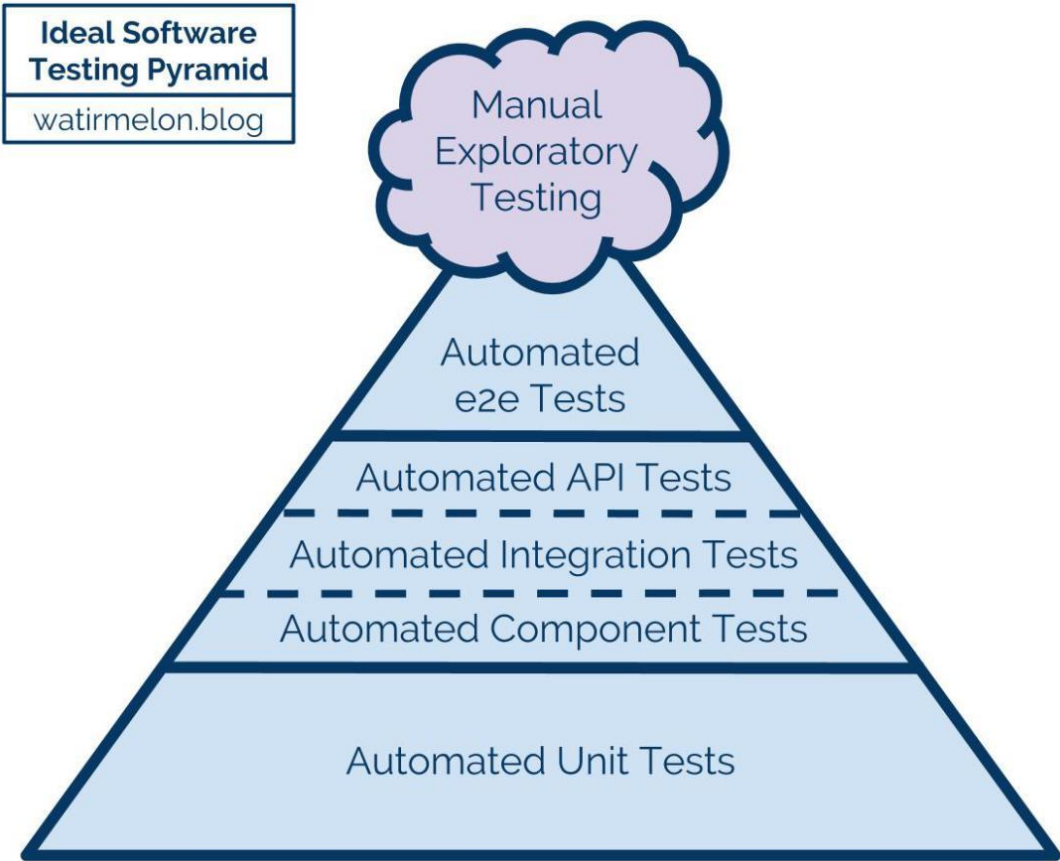 Ideal Software
Testing Pyramid
watirmelon.blog
Manual
Exploratory
Testing
Automated
e2e Tests
Automated API Tests
Automated Integration Tests
Automated Component Tests
Automated Unit Tests